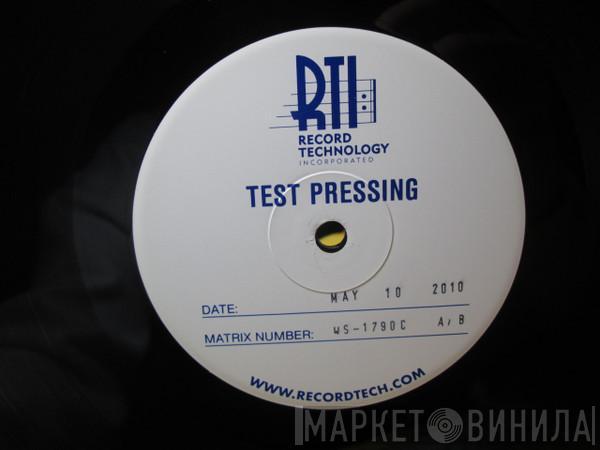 RTI
RECORD
TECHNOLOGY
INCORPORATED
TEST PRESSING
DATE: MAY 10 2010
MATRIX NUMBER: WS-1790C A/B
WWW.RECORDTECH.COM
МАРКЕТ ВИНИЛА